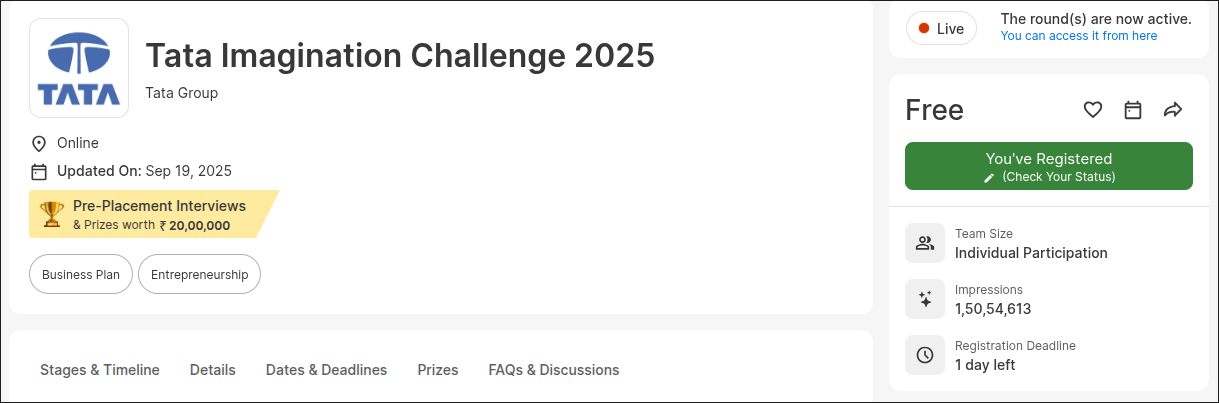 TATA
Tata Imagination Challenge 2025
Tata Group
Online
Updated On: Sep 19, 2025
Pre-Placement Interviews
& Prizes worth ₹ 20,00,000
Business Plan
Entrepreneurship
Stages & Timeline
Details
Dates & Deadlines
Prizes
FAQs & Discussions
Live
The round(s) are now active.
You can access it from here
Free
You've Registered
(Check Your Status)
Team Size
Individual Participation
Impressions
1,50,54,613
Registration Deadline
1 day left